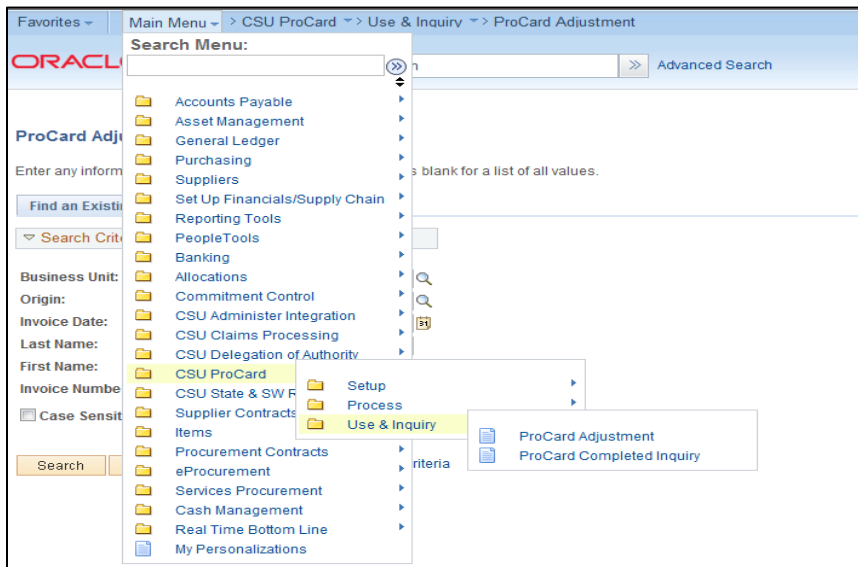 Favorites Main Menu > CSU ProCard > Use & Inquiry > ProCard Adjustment
Search Menu:
ORACL
Advanced Search
Accounts Payable
Asset Management
General Ledger
Purchasing
Suppliers
Set Up Financials/Supply Chain
Reporting Tools
PeopleTools
Banking
Allocations
Commitment Control
CSU Administer Integration
CSU Claims Processing
CSU Delegation of Authority
CSU ProCard
CSU State & SW R
Supplier Contracts
Items
Procurement Contracts
eProcurement
Services Procurement
Cash Management
Real Time Bottom Line
My Personalizations
Setup
Process
Use & Inquiry
ProCard Adjustment
ProCard Completed Inquiry
ProCard Adj
Enter any inform s blank for a list of all values.
Find an Existi
Search Crit
Business Unit:
Origin:
Invoice Date:
Last Name:
First Name:
Invoice Numbe
Case Sensit
Search riteria